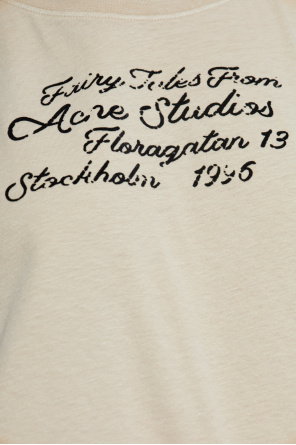 Fairy Tales From
Acne Studios
Floragatan 13
Stockholm 1996